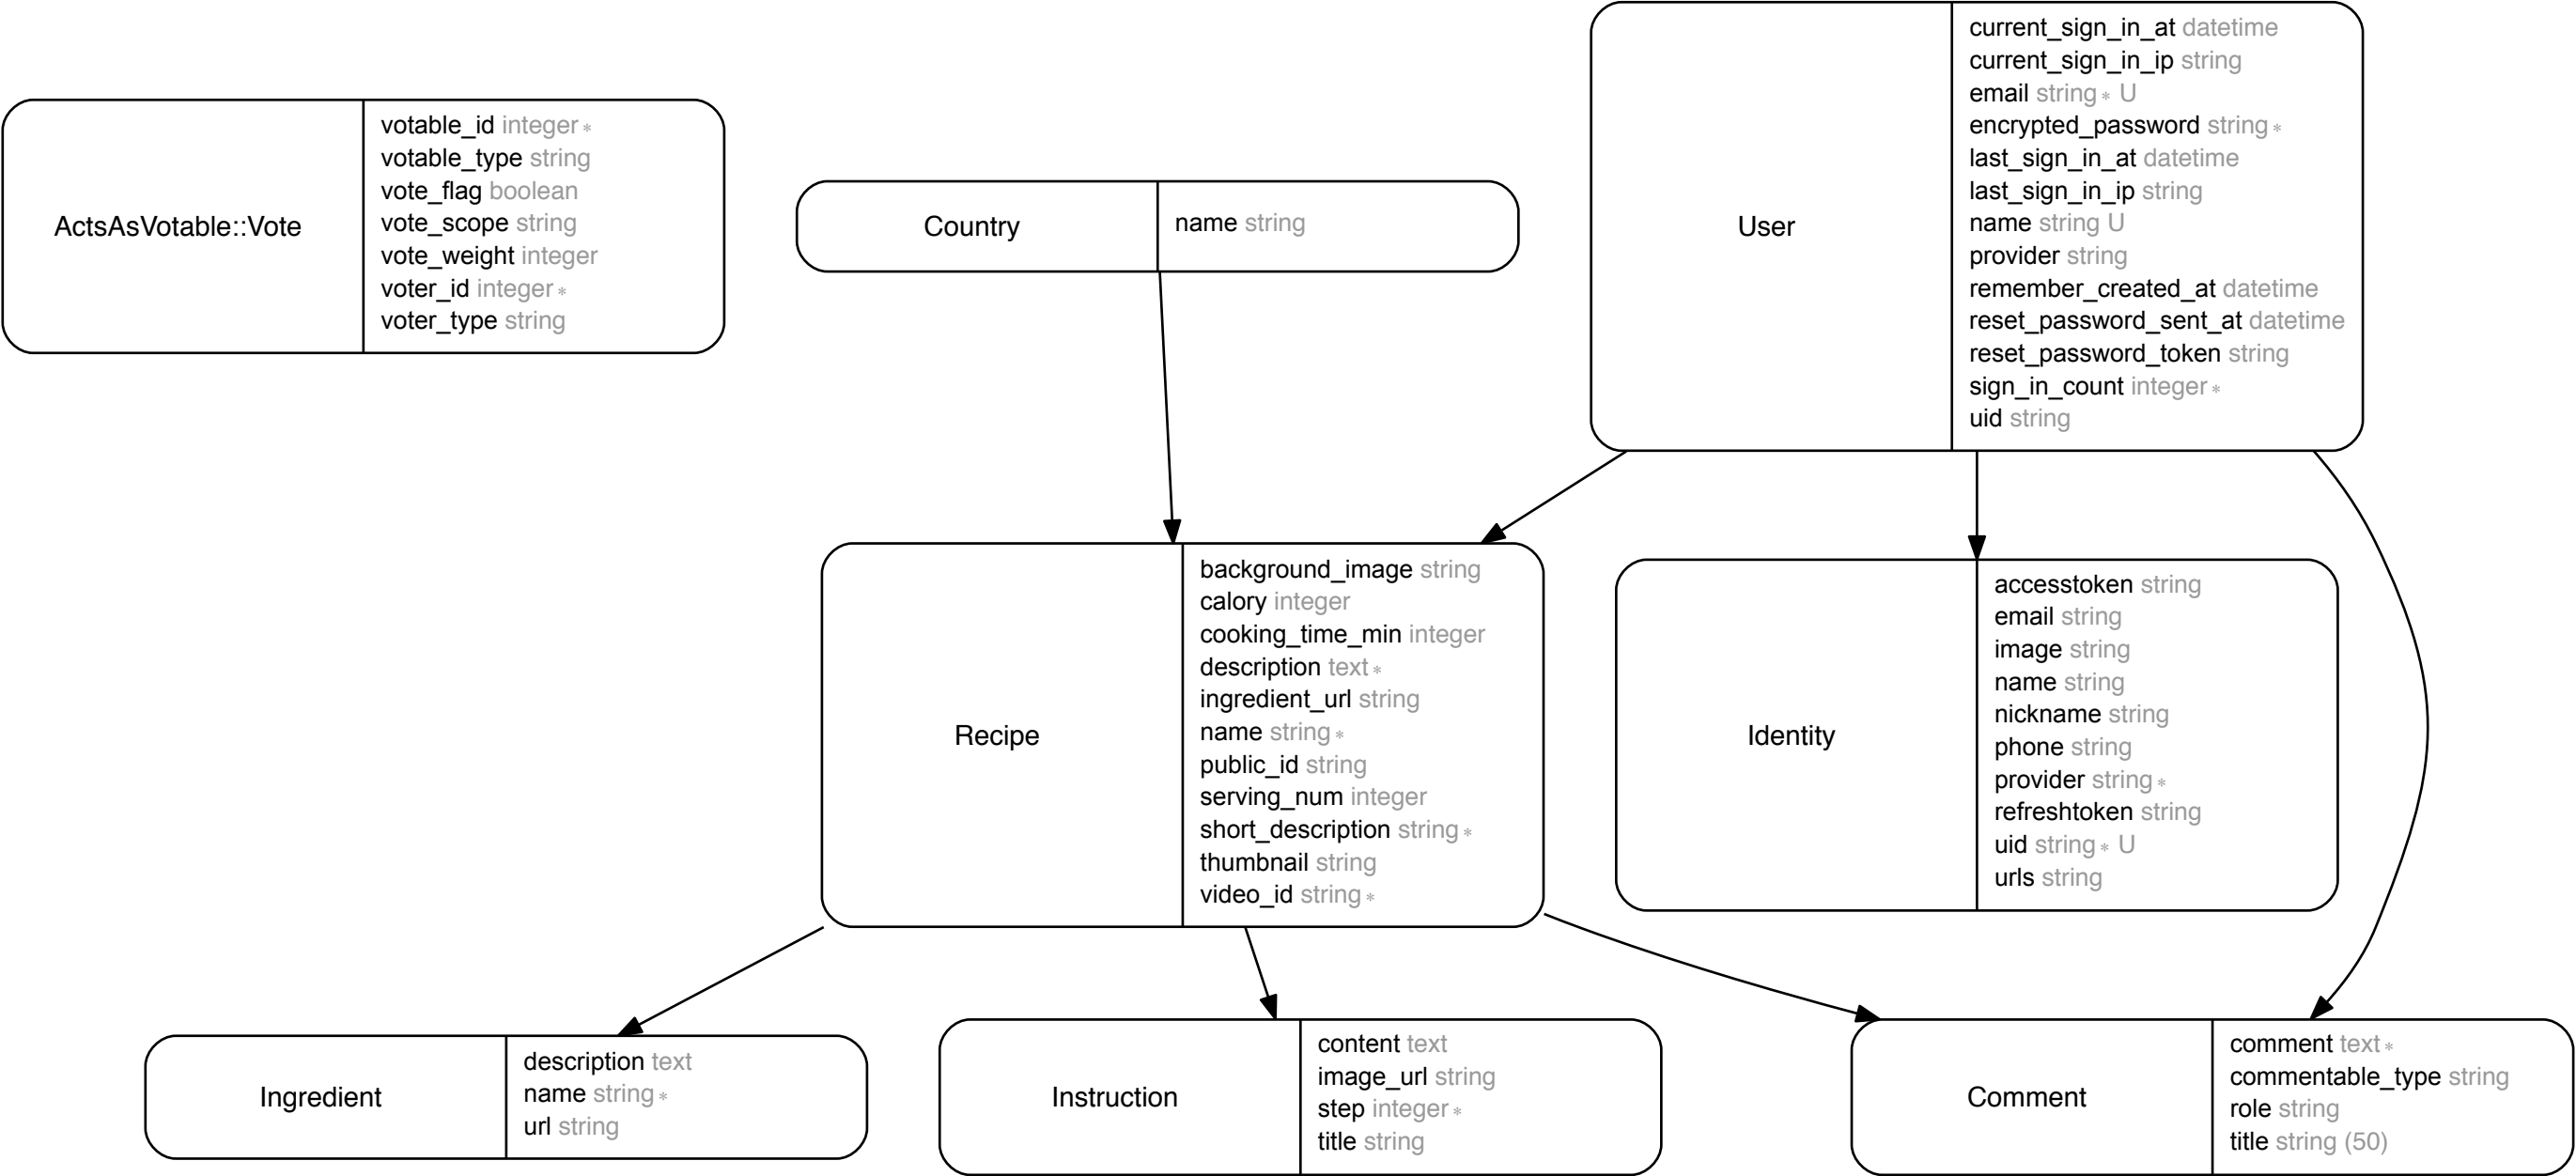 ActsAsVotable::Vote
votable_id integer ∗
votable_type string
vote_flag boolean
vote_scope string
vote_weight integer
voter_id integer ∗
voter_type string
Country
name string
User
current_sign_in_at datetime
current_sign_in_ip string
email string ∗ U
encrypted_password string ∗
last_sign_in_at datetime
last_sign_in_ip string
name string U
provider string
remember_created_at datetime
reset_password_sent_at datetime
reset_password_token string
sign_in_count integer ∗
uid string
Recipe
background_image string
calory integer
cooking_time_min integer
description text ∗
ingredient_url string
name string ∗
public_id string
serving_num integer
short_description string ∗
thumbnail string
video_id string ∗
Identity
accesstoken string
email string
image string
name string
nickname string
phone string
provider string ∗
refreshtoken string
uid string ∗ U
urls string
Ingredient
description text
name string ∗
url string
Instruction
content text
image_url string
step integer ∗
title string
Comment
comment text ∗
commentable_type string
role string
title string (50)